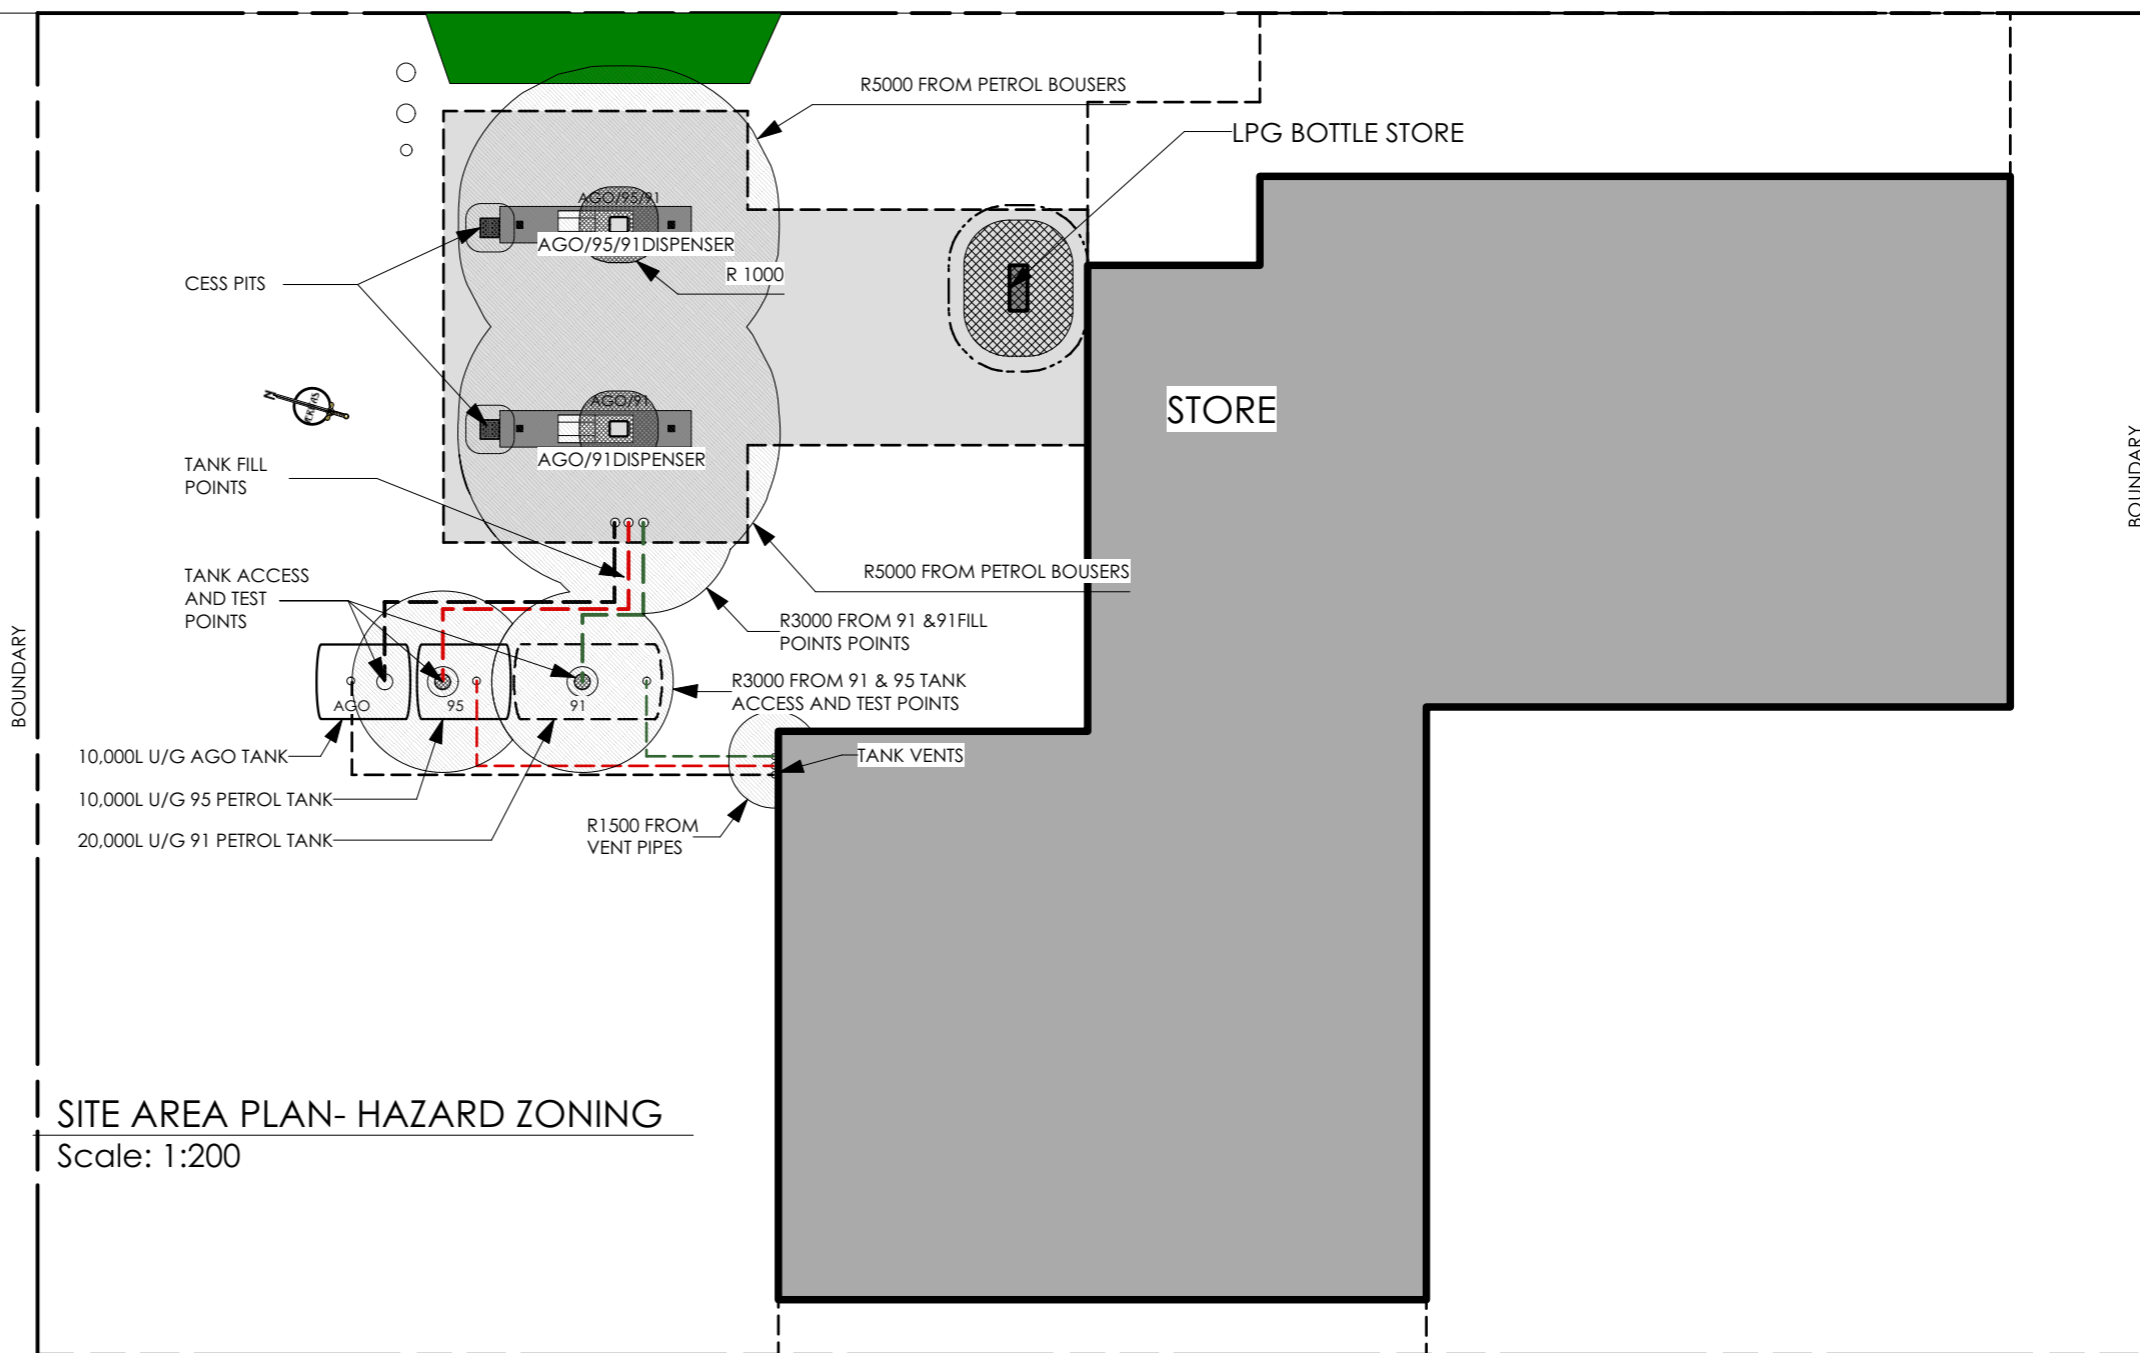 R5000 FROM PETROL BOUSERS
LPG BOTTLE STORE
AGO/95/91
AGO/95/91DISPENSER
R 1000
CESS PITS
N
STORE
AGO/91
AGO/91DISPENSER
TANK FILL
POINTS
BOUNDARY
R5000 FROM PETROL BOUSERS
TANK ACCESS
AND TEST
POINTS
R3000 FROM 91 &91FILL
POINTS POINTS
BOUNDARY
R3000 FROM 91 & 95 TANK
ACCESS AND TEST POINTS
AGO
95
91
10,000L U/G AGO TANK
TANK VENTS
10,000L U/G 95 PETROL TANK
20,000L U/G 91 PETROL TANK
R1500 FROM
VENT PIPES
SITE AREA PLAN- HAZARD ZONING
Scale: 1:200